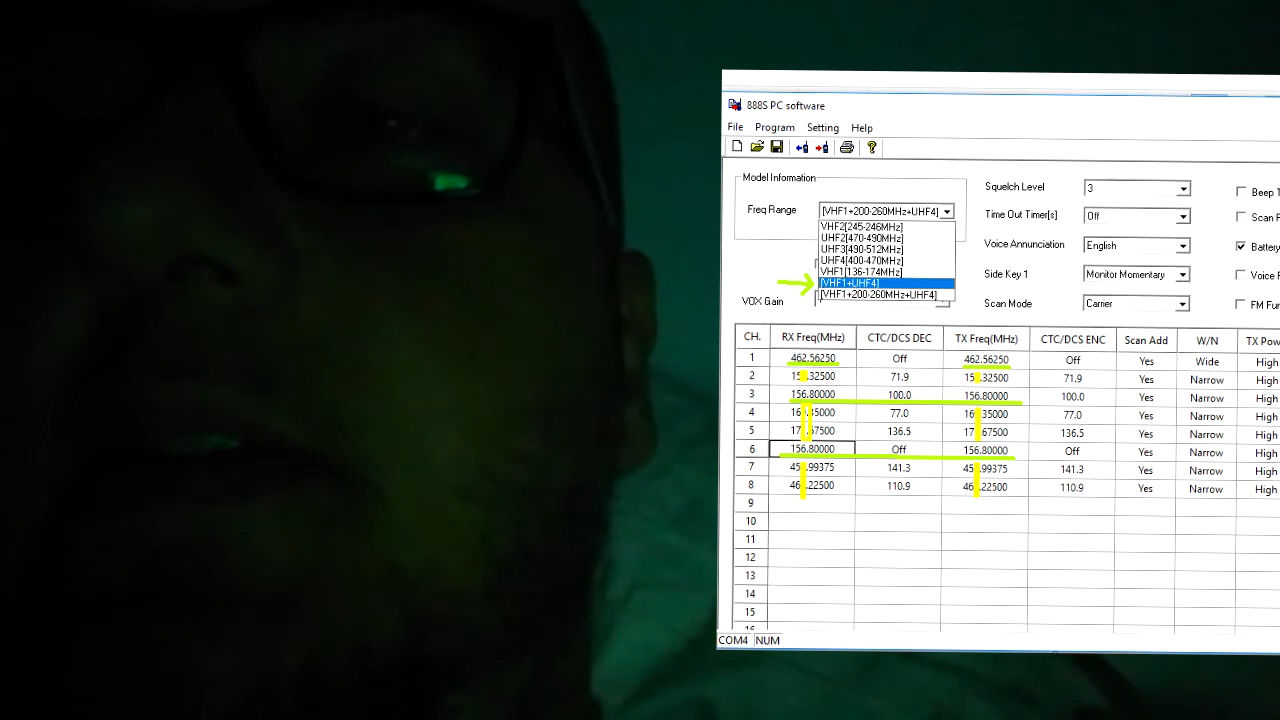 888S PC software
File Program Setting Help
Model Information
Freq Range [VHF1+200-260MHz+UHF4]
VHF2[245-246MHz]
UHF2[470-490MHz]
UHF3[490-512MHz]
UHF4[400-470MHz]
VHF1[136-174MHz]
[VHF1+UHF4]
[VHF1+200-260MHz+UHF4]
VOX Gain
Squelch Level 3
Time Out Timer[s] Off
Voice Annunciation English
Side Key 1 Monitor Momentary
Scan Mode Carrier
Beep
Scan
Battery
Voice
FM
CH. RX Freq(MHz) CTC/DCS DEC TX Freq(MHz) CTC/DCS ENC Scan Add W/N TX
1 462.56250 Off 462.56250 Off Yes Wide High
2 71.9 71.9 Yes Narrow High
3 156.80000 100.0 156.80000 100.0 Yes Narrow High
4 77.0 77.0 Yes Narrow High
5 136.5 136.5 Yes Narrow High
6 156.80000 Off 156.80000 Off Yes Narrow High
7 141.3 141.3 Yes Narrow High
8 110.9 110.9 Yes Narrow High
9
10
11
12
13
14
15
COM4 NUM